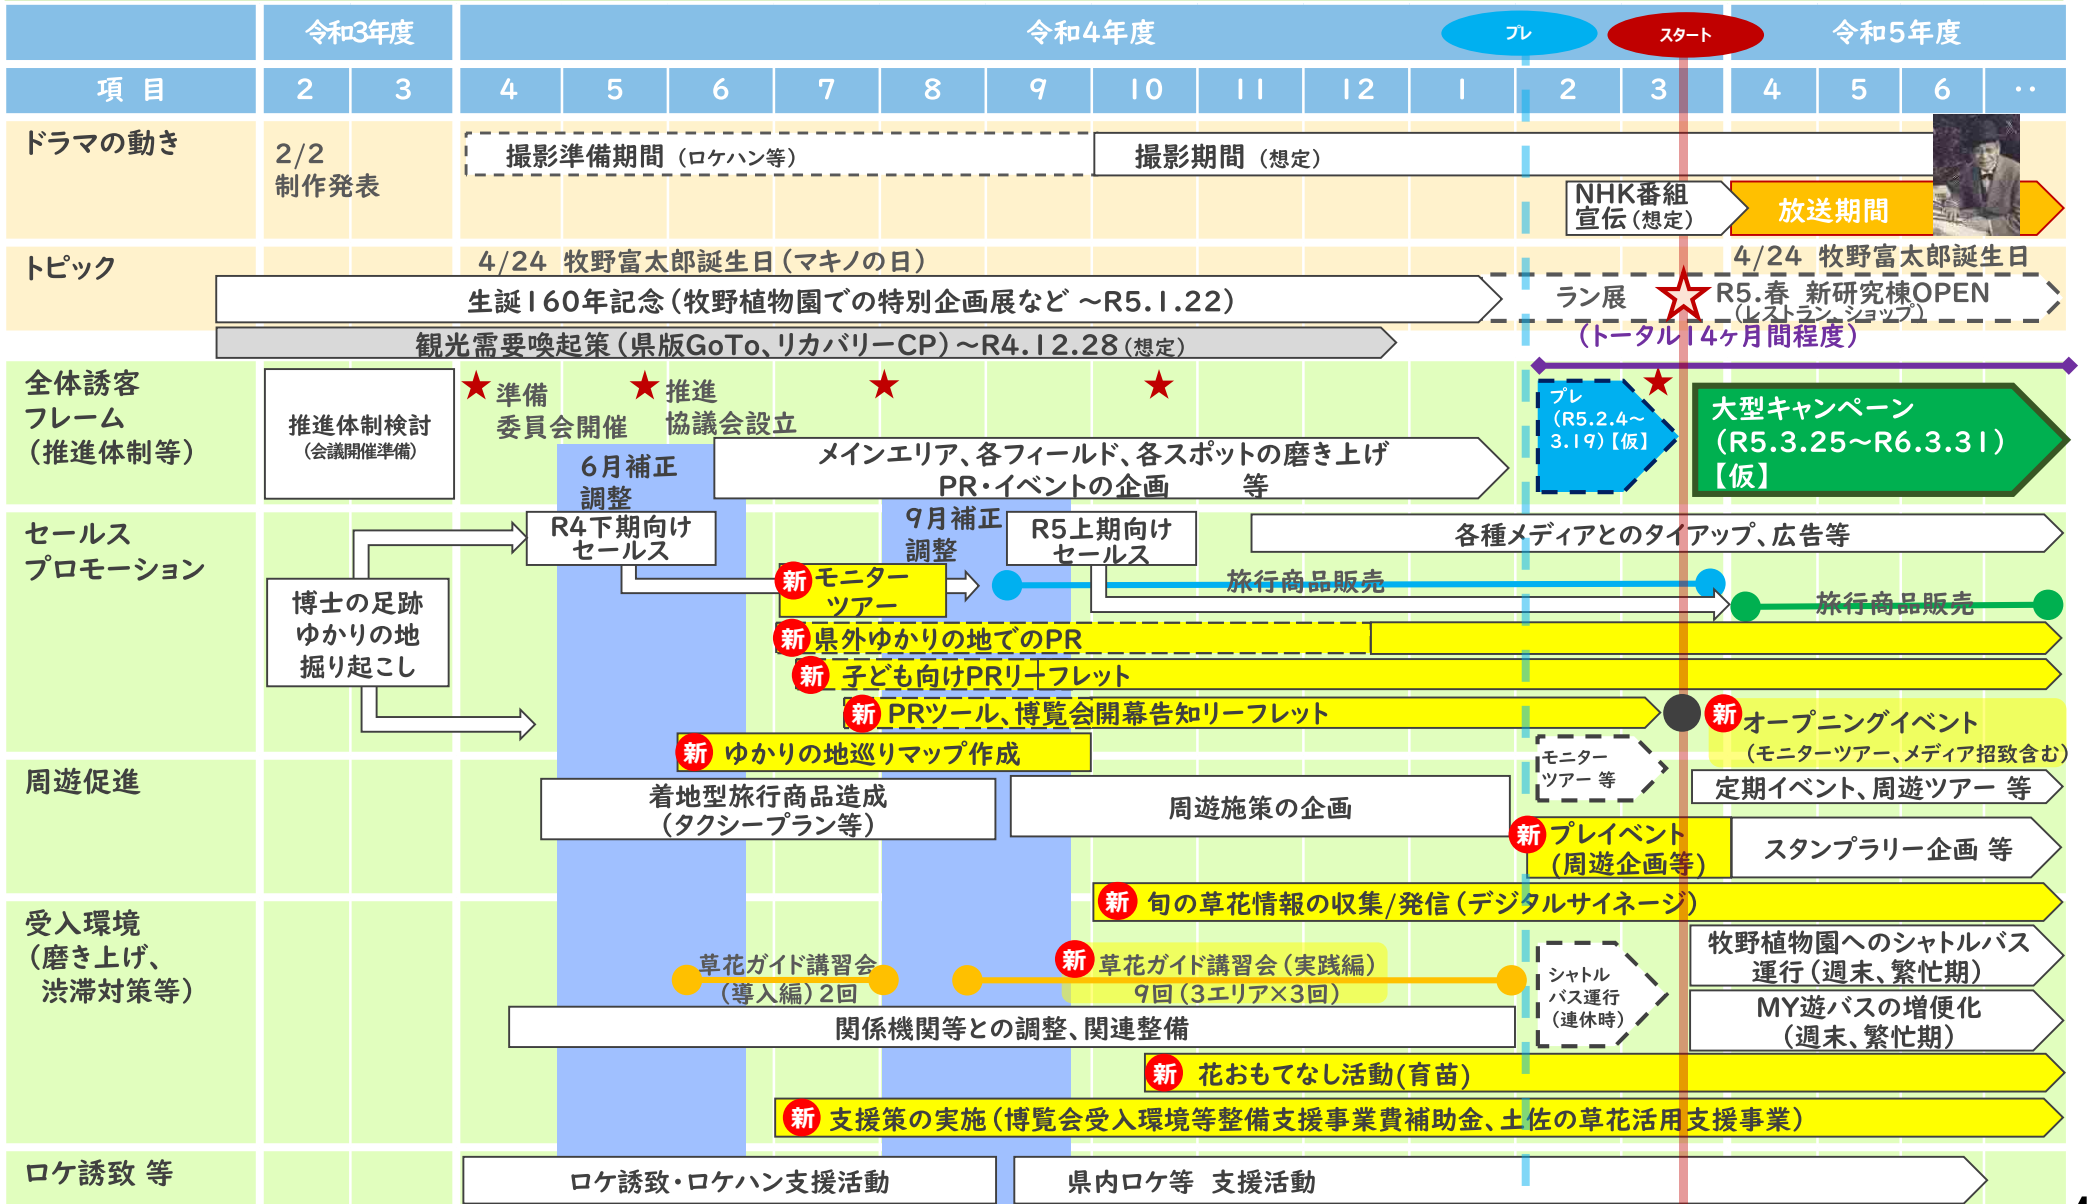 令和3年度
令和4年度
プレ
スタート
令和5年度
項 目
2
3
4
5
6
7
8
9
10
11
12
1
2
3
4
5
6
‥
ドラマの動き
2/2
制作発表
撮影準備期間（ロケハン等）
撮影期間（想定）
NHK番組
宣伝（想定）
放送期間
トピック
4/24 牧野富太郎誕生日（マキノの日）
4/24 牧野富太郎誕生日
生誕160年記念（牧野植物園での特別企画展など ～R5.1.22）
ラン展
R5.春 新研究棟OPEN
（レストラン、ショップ）
観光需要喚起策（県版GoTo、リカバリーCP）～R4.12.28（想定）
（トータル14ヶ月間程度）
全体誘客
フレーム
（推進体制等）
推進体制検討
（会議開催準備）
準備
委員会開催
推進
協議会設立
6月補正
調整
メインエリア、各フィールド、各スポットの磨き上げ
PR・イベントの企画 等
プレ
（R5.2.4～
3.19）【仮】
大型キャンペーン
（R5.3.25～R6.3.31）
【仮】
セールス
プロモーション
博士の足跡
ゆかりの地
掘り起こし
R4下期向け
セールス
9月補正
調整
R5上期向け
セールス
各種メディアとのタイアップ、広告等
新 モニター
ツアー
旅行商品販売
旅行商品販売
新 県外ゆかりの地でのPR
新 子ども向けPRリーフレット
新 PRツール、博覧会開幕告知リーフレット
新 オープニングイベント
（モニターツアー、メディア招致含む）
新 ゆかりの地巡りマップ作成
周遊促進
着地型旅行商品造成
（タクシープラン等）
周遊施策の企画
モニター
ツアー 等
定期イベント、周遊ツアー 等
新 プレイベント
（周遊企画等）
スタンプラリー企画 等
受入環境
（磨き上げ、
渋滞対策等）
新 旬の草花情報の収集/発信（デジタルサイネージ）
草花ガイド講習会
（導入編）2回
新 草花ガイド講習会（実践編）
9回（3エリア×3回）
シャトル
バス運行
（連休時）
牧野植物園へのシャトルバス
運行（週末、繁忙期）
関係機関等との調整、関連整備
MY遊バスの増便化
（週末、繁忙期）
新 花おもてなし活動(育苗)
新 支援策の実施（博覧会受入環境等整備支援事業費補助金、土佐の草花活用支援事業）
ロケ誘致 等
ロケ誘致・ロケハン支援活動
県内ロケ等 支援活動